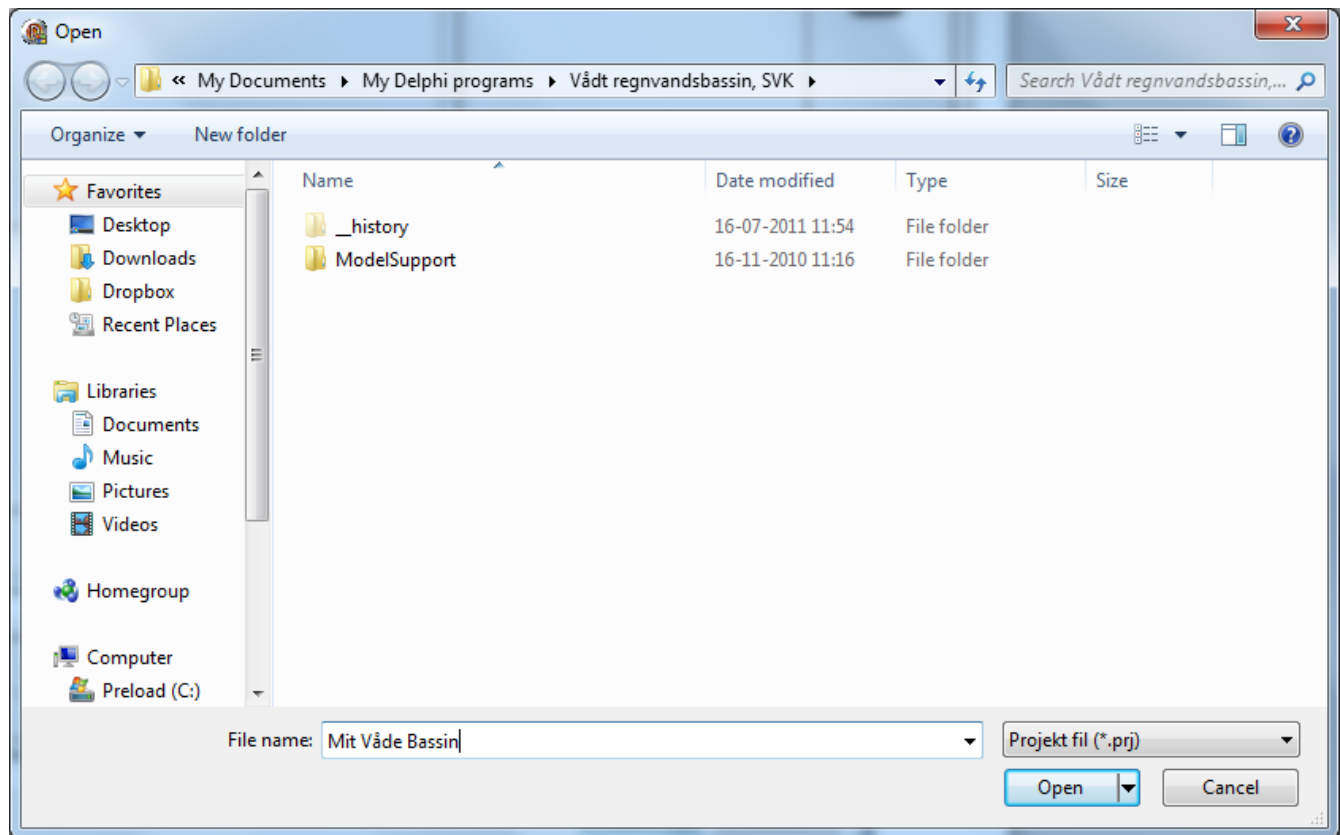 Open
« My Documents ▸ My Delphi programs ▸ Vådt regnvandsbassin, SVK ▸
Search Vådt regnvandsbassin,...
Organize New folder
Name Date modified Type Size
__history 16-07-2011 11:54 File folder
ModelSupport 16-11-2010 11:16 File folder
Favorites
Desktop
Downloads
Dropbox
Recent Places
Libraries
Documents
Music
Pictures
Videos
Homegroup
Computer
Preload (C:)
File name: Mit Våde Bassin
Projekt fil (*.prj)
Open Cancel